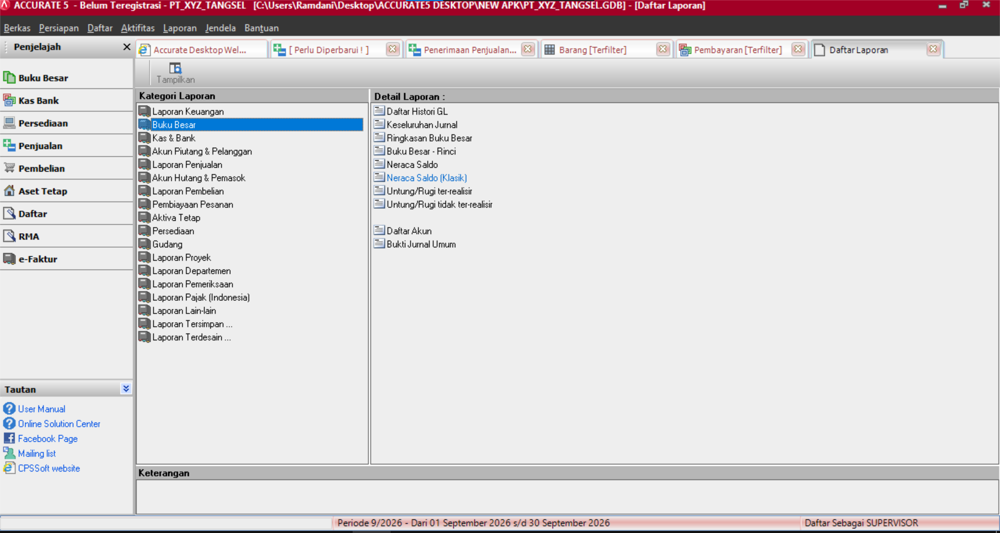 ACCURATE 5 - Belum Teregistrasi - PT_XYZ_TANGSEL [C:\Users\Ramdani\Desktop\ACCURATE5 DESKTOP\NEW APK\PT_XYZ_TANGSEL.GDB] - [Daftar Laporan]
Berkas Persiapan Daftar Aktifitas Laporan Jendela Bantuan
Penjelajah
Accurate Desktop Wel...
[ Perlu Diperbarui ! ]
Penerimaan Penjualan...
Barang [Terfilter]
Pembayaran [Terfilter]
Daftar Laporan
Tampilkan
Buku Besar
Kas Bank
Persediaan
Penjualan
Pembelian
Aset Tetap
Daftar
RMA
e-Faktur
Kategori Laporan
Laporan Keuangan
Buku Besar
Kas & Bank
Akun Piutang & Pelanggan
Laporan Penjualan
Akun Hutang & Pemasok
Laporan Pembelian
Pembiayaan Pesanan
Aktiva Tetap
Persediaan
Gudang
Laporan Proyek
Laporan Departemen
Laporan Pemeriksaan
Laporan Pajak (Indonesia)
Laporan Lain-lain
Laporan Tersimpan ...
Laporan Terdesain ...
Detail Laporan :
Daftar Histori GL
Keseluruhan Jurnal
Ringkasan Buku Besar
Buku Besar - Rinci
Neraca Saldo
Neraca Saldo (Klasik)
Untung/Rugi ter-realisir
Untung/Rugi tidak ter-realisir
Daftar Akun
Bukti Jurnal Umum
Tautan
User Manual
Online Solution Center
Facebook Page
Mailing list
CPSSoft website
Keterangan
Periode 9/2026 - Dari 01 September 2026 s/d 30 September 2026
Daftar Sebagai SUPERVISOR